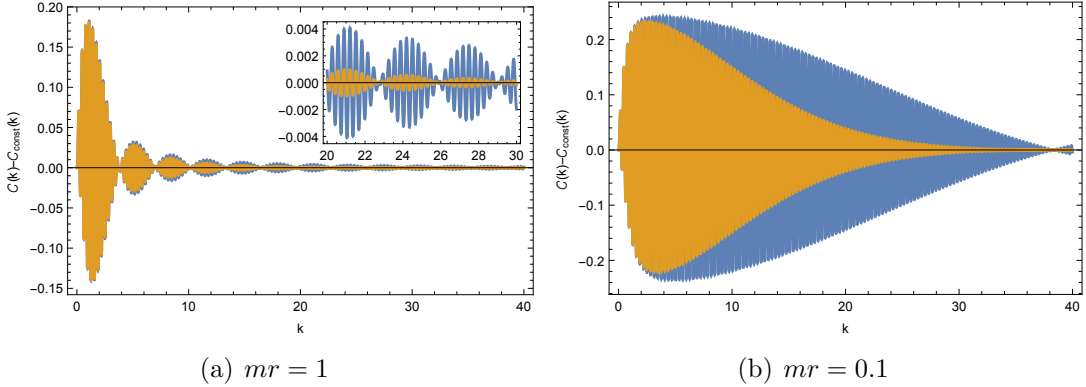 0.20
0.15
0.10
0.05
0.00
−0.05
−0.10
−0.15
C(k)−C_const(k)
0 10 20 30 40
k
0.004
0.002
0.000
−0.002
−0.004
20 22 24 26 28 30
(a) mr = 1
0.2
0.1
0.0
−0.1
−0.2
C(k)−C_const(k)
0 10 20 30 40
k
(b) mr = 0.1